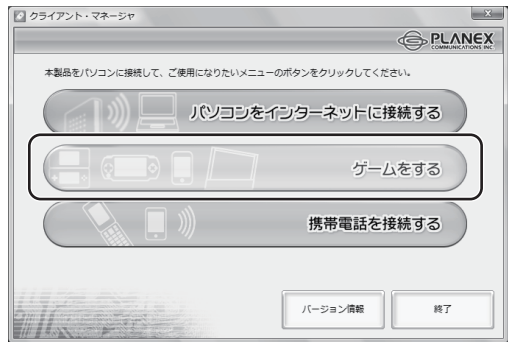 クライアント・マネージャ
PLANEX
COMMUNICATIONS INC
本製品をパソコンに接続して、ご使用になりたいメニューのボタンをクリックしてください。
パソコンをインターネットに接続する
ゲームをする
携帯電話を接続する
バージョン情報 終了